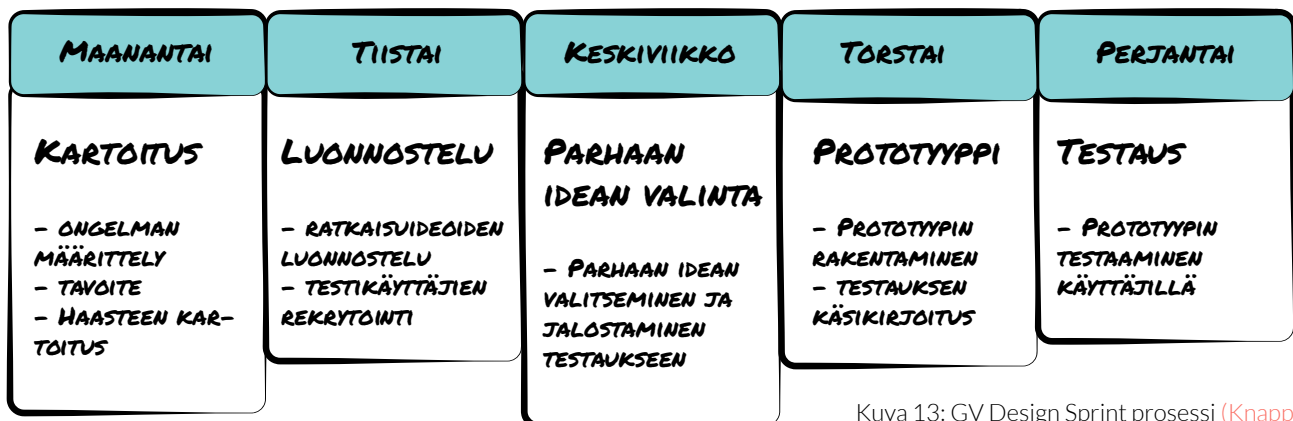 MAANANTAI
KARTOITUS
- ONGELMAN
MÄÄRITTELY
- TAVOITE
- HAASTEEN KAR-
TOITUS
TIISTAI
LUONNOSTELU
- RATKAISUIDEOIDEN
LUONNOSTELU
- TESTIKÄYTTÄJIEN
REKRYTOINTI
KESKIVIIKKO
PARHAAN
IDEAN VALINTA
- PARHAAN IDEAN
VALITSEMINEN JA
JALOSTAMINEN
TESTAUKSEEN
TORSTAI
PROTOTYYPPI
- PROTOTYYPIN
RAKENTAMINEN
- TESTAUKSEN
KÄSIKIRJOITUS
PERJANTAI
TESTAUS
- PROTOTYYPIN
TESTAAMINEN
KÄYTTÄJILLÄ
Kuva 13: GV Design Sprint prosessi (Knapp